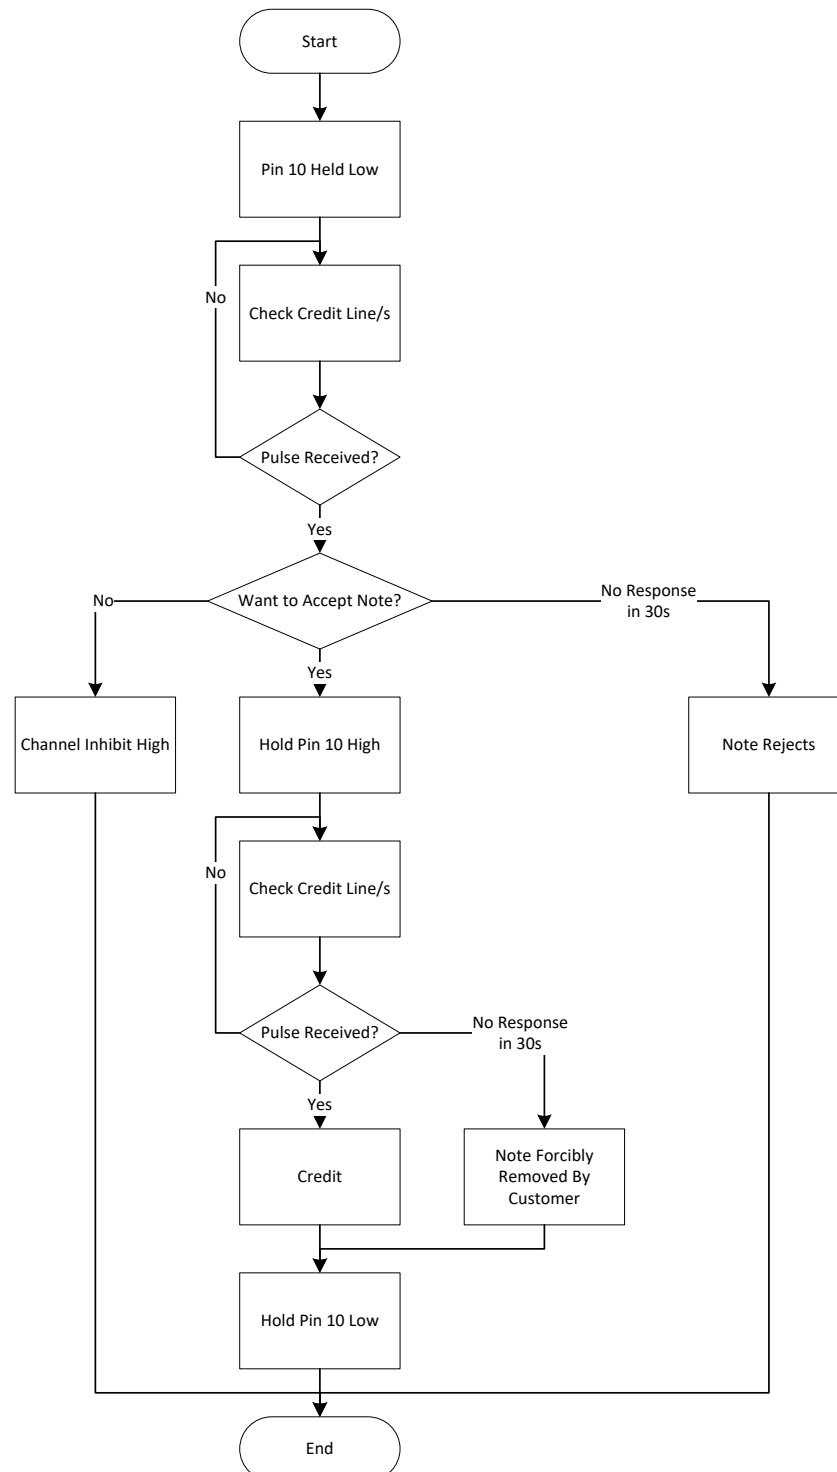 Start
Pin 10 Held Low
No
Check Credit Line/s
Pulse Received?
Yes
No
Want to Accept Note?
No Response
in 30s
Yes
Channel Inhibit High
Hold Pin 10 High
Note Rejects
No
Check Credit Line/s
Pulse Received?
No Response
in 30s
Yes
Credit
Note Forcibly
Removed By
Customer
Hold Pin 10 Low
End